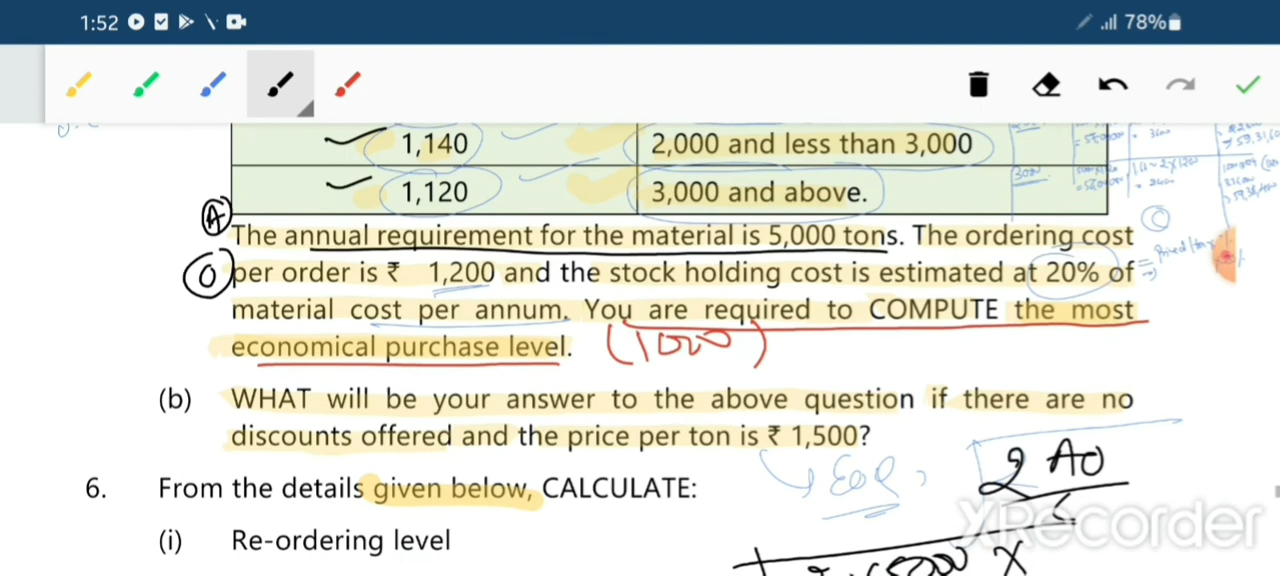 1:52 78%
1,140 2,000 and less than 3,000
1,120 3,000 and above.
A The annual requirement for the material is 5,000 tons. The ordering cost
O per order is ₹ 1,200 and the stock holding cost is estimated at 20% of
material cost per annum. You are required to COMPUTE the most
economical purchase level. (1000)
(b) WHAT will be your answer to the above question if there are no
discounts offered and the price per ton is ₹ 1,500?
EOQ, 2 AO
C
6. From the details given below, CALCULATE:
XRecorder
(i) Re-ordering level